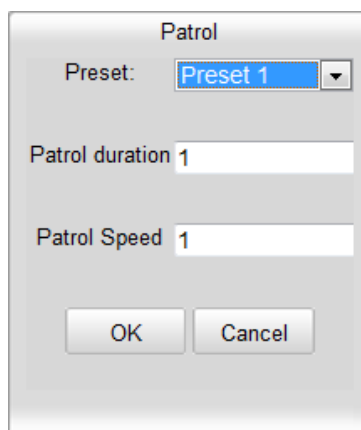 Patrol
Preset: Preset 1
Patrol duration 1
Patrol Speed 1
OK Cancel